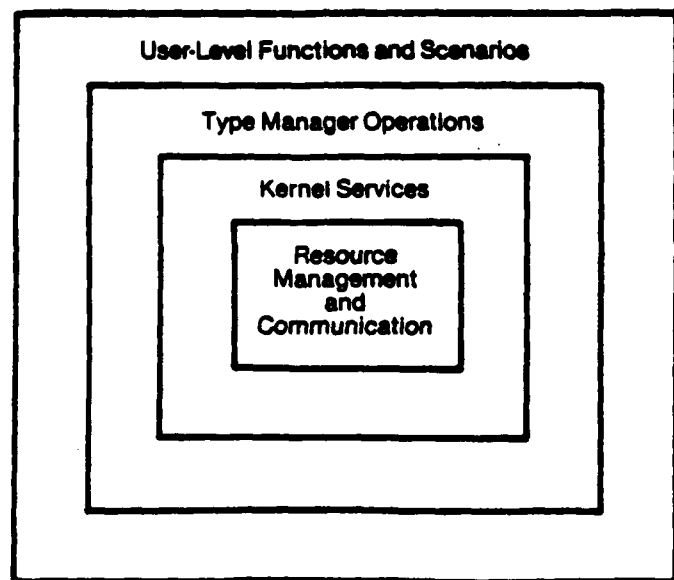 User-Level Functions and Scenarios
Type Manager Operations
Kernel Services
Resource
Management
and
Communication